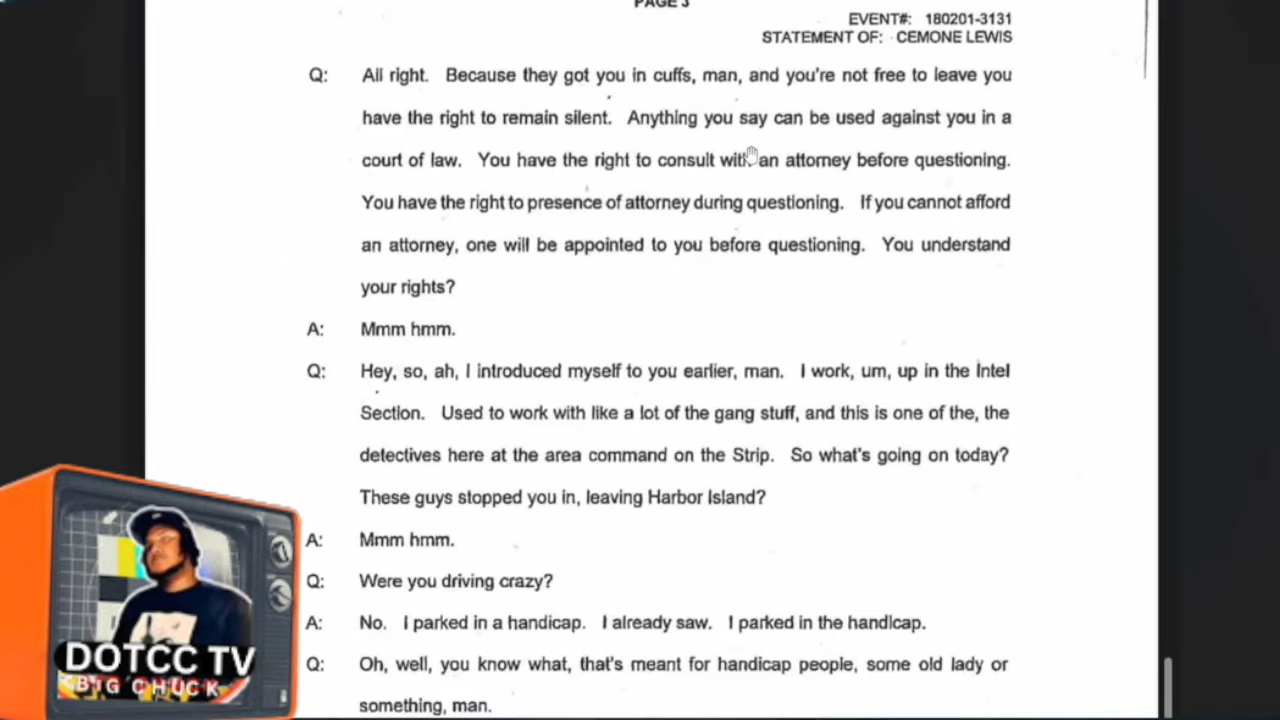 PAGE 3
EVENT#: 180201-3131
STATEMENT OF: CEMONE LEWIS
Q: All right. Because they got you in cuffs, man, and you're not free to leave you
have the right to remain silent. Anything you say can be used against you in a
court of law. You have the right to consult with an attorney before questioning.
You have the right to presence of attorney during questioning. If you cannot afford
an attorney, one will be appointed to you before questioning. You understand
your rights?
A: Mmm hmm.
Q: Hey, so, ah, I introduced myself to you earlier, man. I work, um, up in the Intel
Section. Used to work with like a lot of the gang stuff, and this is one of the, the
detectives here at the area command on the Strip. So what's going on today?
These guys stopped you in, leaving Harbor Island?
A: Mmm hmm.
Q: Were you driving crazy?
A: No. I parked in a handicap. I already saw. I parked in the handicap.
Q: Oh, well, you know what, that's meant for handicap people, some old lady or
something, man.
DOTCC TV
BIG CHUCK